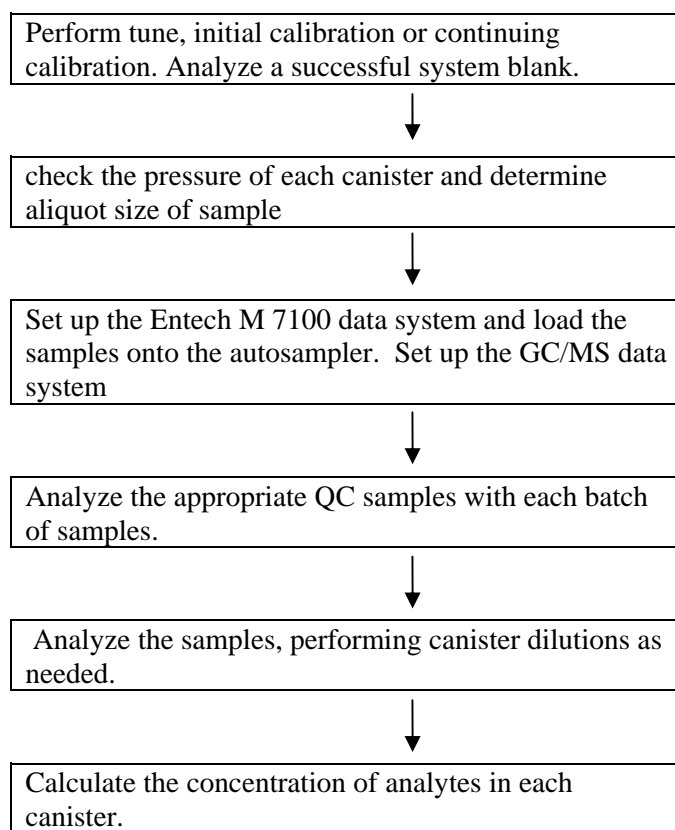 Perform tune, initial calibration or continuing
calibration. Analyze a successful system blank.
check the pressure of each canister and determine
aliquot size of sample
Set up the Entech M 7100 data system and load the
samples onto the autosampler.  Set up the GC/MS data
system
Analyze the appropriate QC samples with each batch
of samples.
Analyze the samples, performing canister dilutions as
needed.
Calculate the concentration of analytes in each
canister.